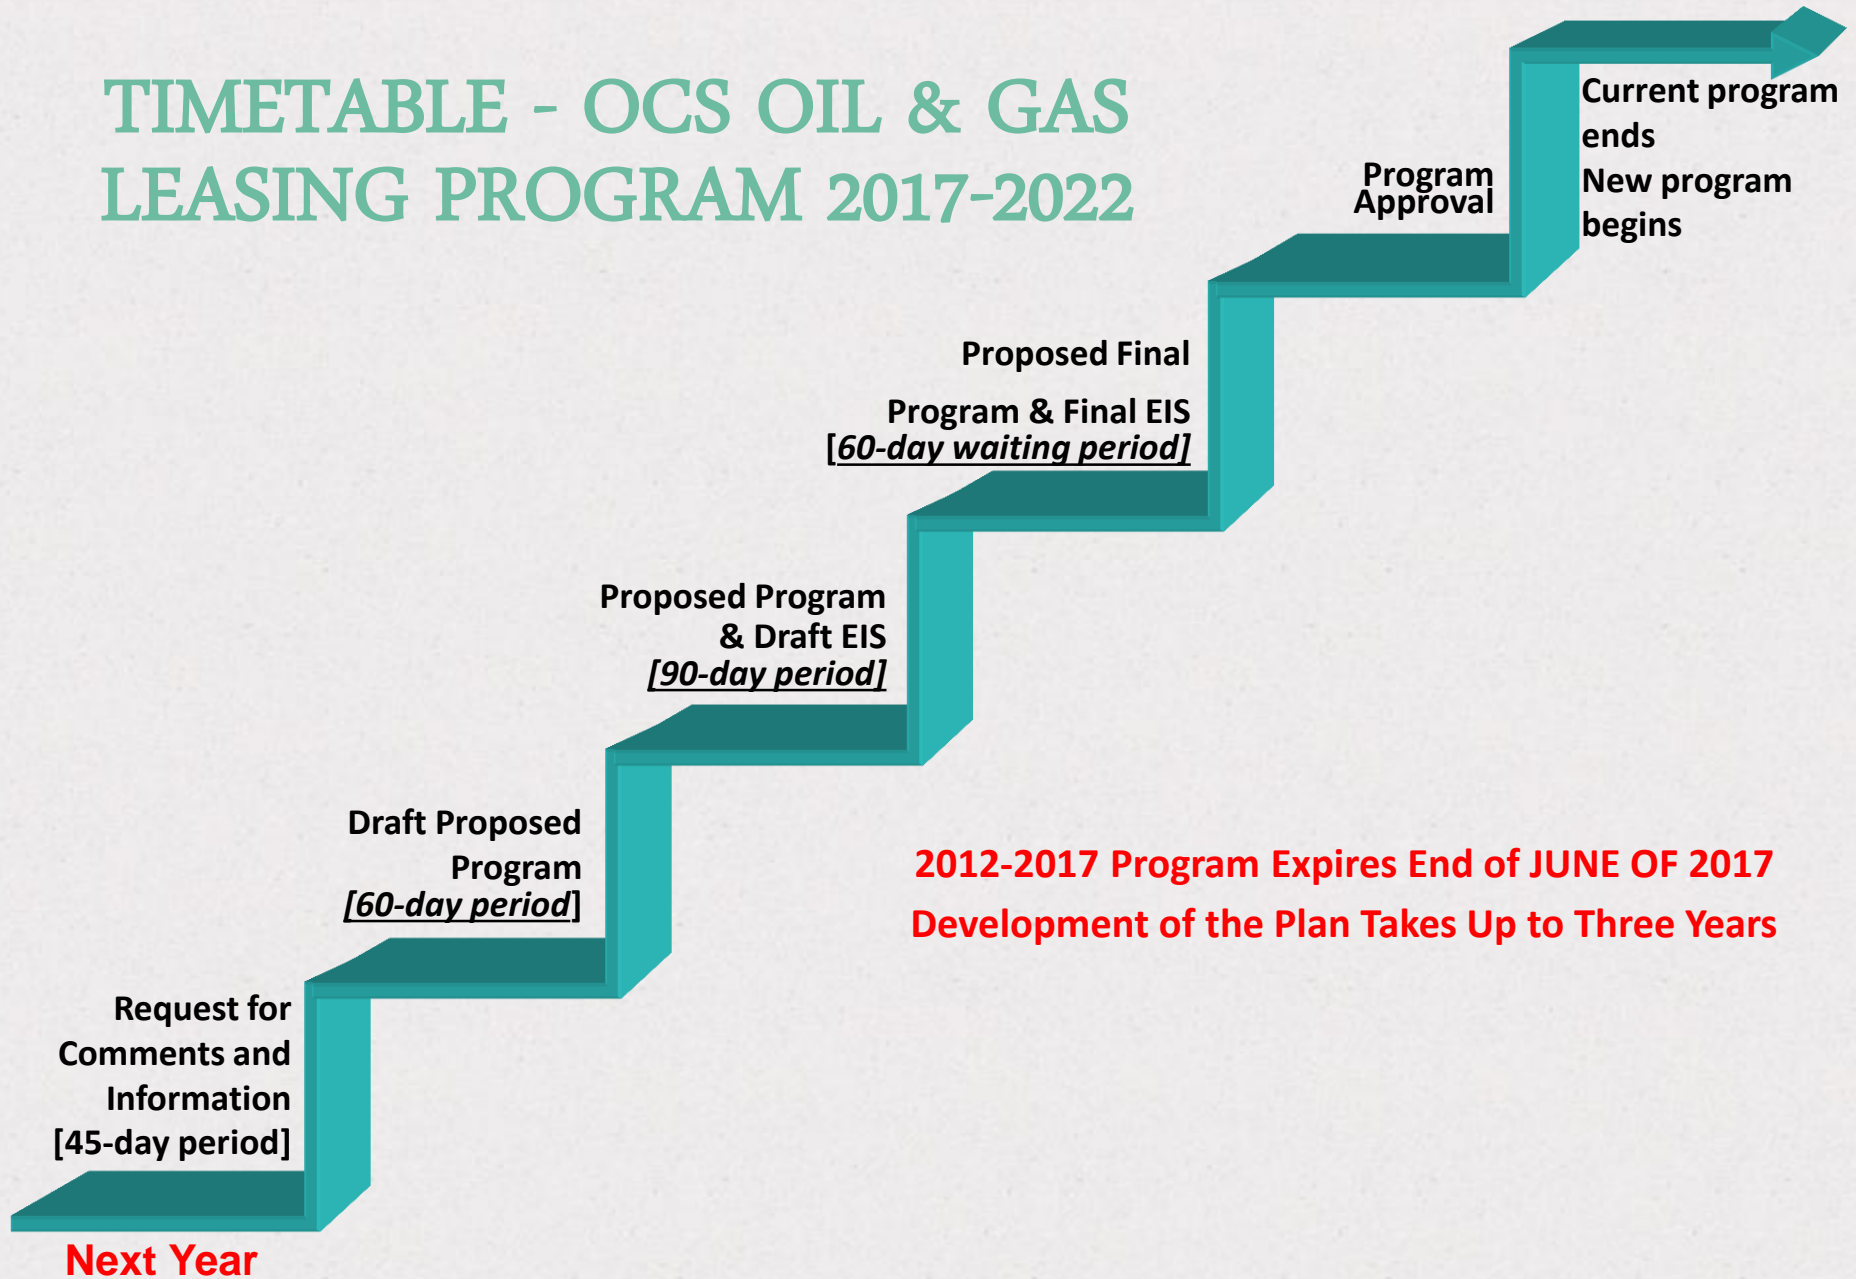 TIMETABLE - OCS OIL & GAS
LEASING PROGRAM 2017-2022
Current program
ends
New program
begins
Program
Approval
Proposed Final
Program & Final EIS
[60-day waiting period]
Proposed Program
& Draft EIS
[90-day period]
Draft Proposed
Program
[60-day period]
2012-2017 Program Expires End of JUNE OF 2017
Development of the Plan Takes Up to Three Years
Request for
Comments and
Information
[45-day period]
Next Year